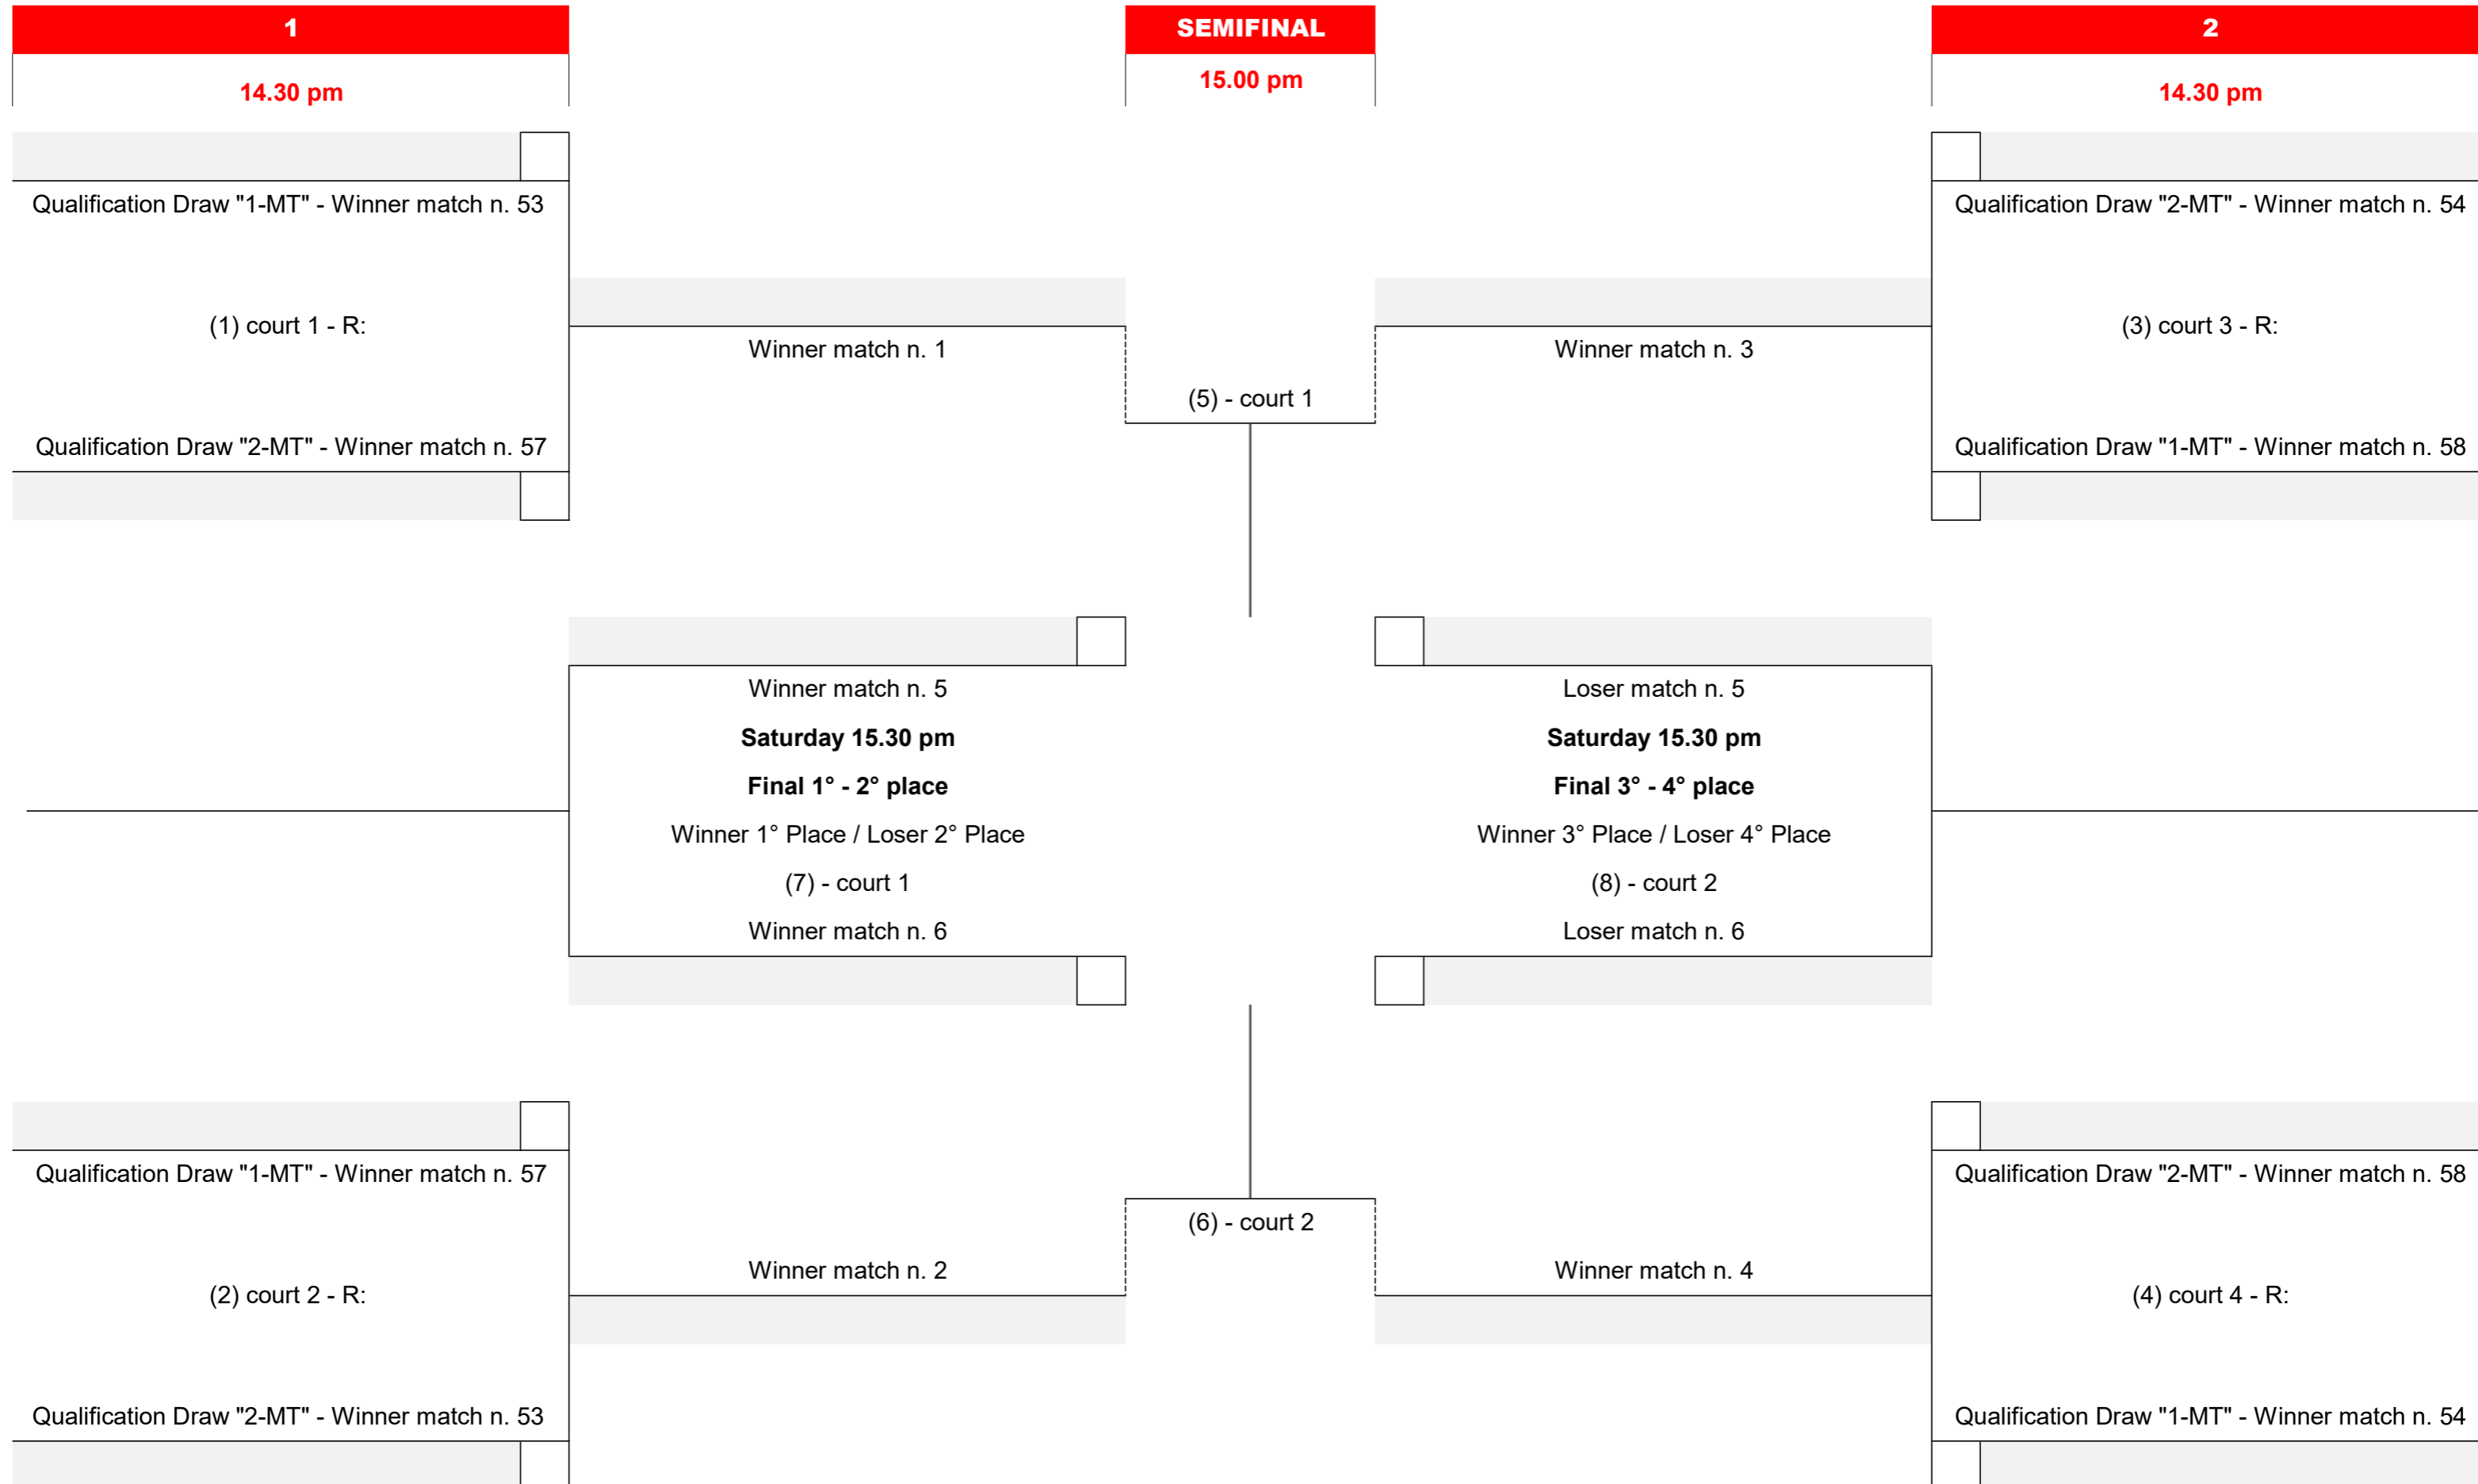 1
SEMIFINAL
2
14.30 pm
15.00 pm
14.30 pm
Qualification Draw "1-MT" - Winner match n. 53
Qualification Draw "2-MT" - Winner match n. 54
(1) court 1 - R:
(3) court 3 - R:
Winner match n. 1
Winner match n. 3
(5) - court 1
Qualification Draw "2-MT" - Winner match n. 57
Qualification Draw "1-MT" - Winner match n. 58
Winner match n. 5
Saturday 15.30 pm
Final 1° - 2° place
Winner 1° Place / Loser 2° Place
(7) - court 1
Winner match n. 6
Loser match n. 5
Saturday 15.30 pm
Final 3° - 4° place
Winner 3° Place / Loser 4° Place
(8) - court 2
Loser match n. 6
Qualification Draw "1-MT" - Winner match n. 57
Qualification Draw "2-MT" - Winner match n. 58
(6) - court 2
Winner match n. 2
Winner match n. 4
(2) court 2 - R:
(4) court 4 - R:
Qualification Draw "2-MT" - Winner match n. 53
Qualification Draw "1-MT" - Winner match n. 54